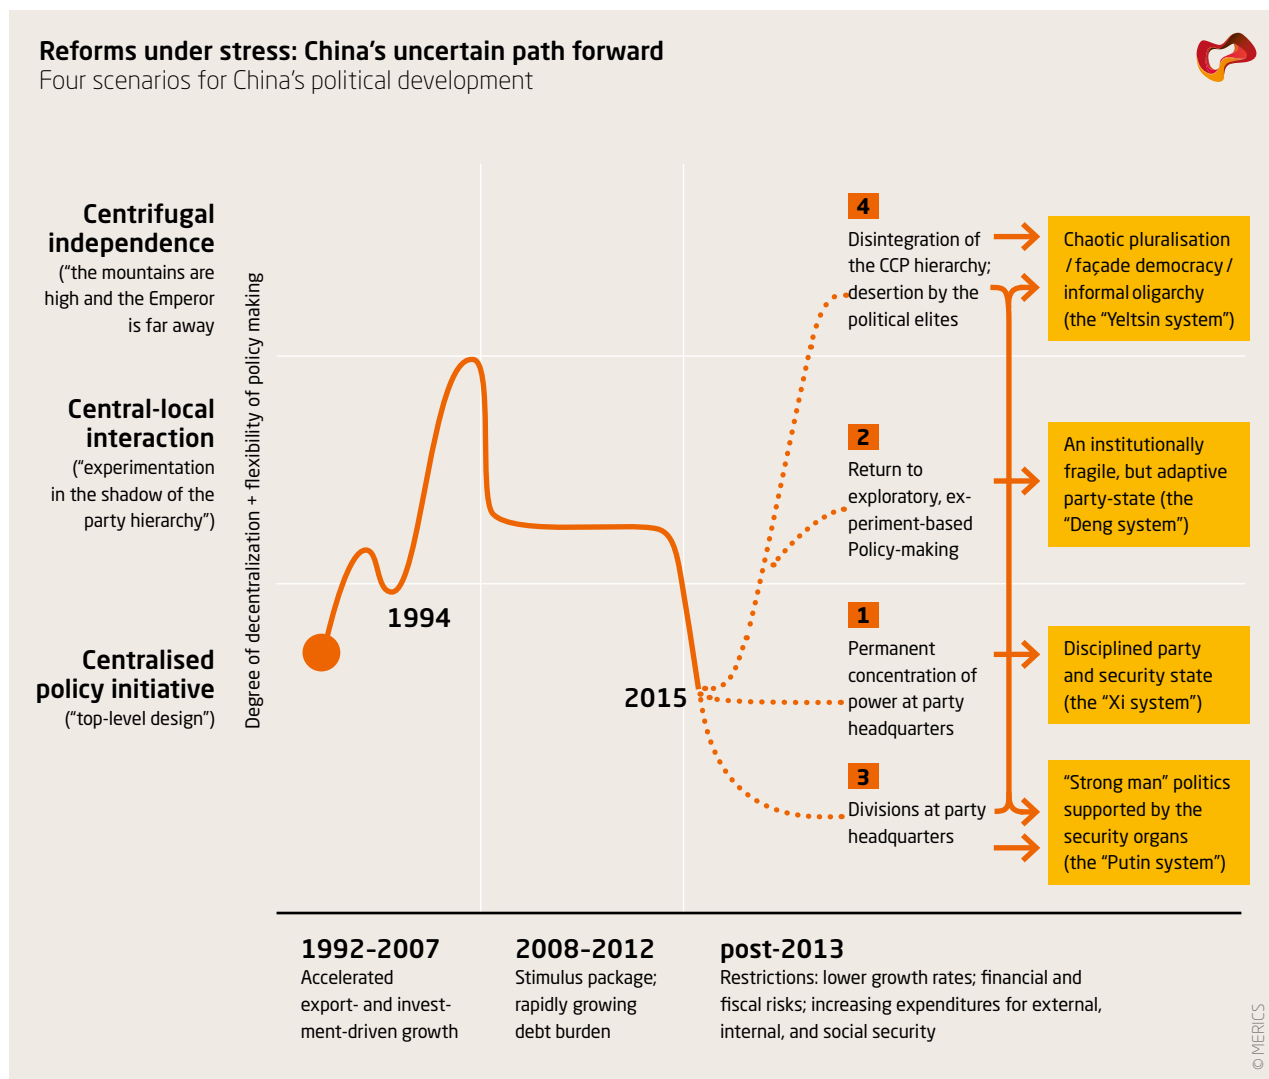 Reforms under stress: China's uncertain path forward
Four scenarios for China's political development
Centrifugal
independence
("the mountains are
high and the Emperor
is far away
Central-local
interaction
("experimentation
in the shadow of the
party hierarchy")
Centralised
policy initiative
("top-level design")
Degree of decentralization + flexibility of policy making
1994
2015
4
Disintegration of
the CCP hierarchy;
desertion by the
political elites
Chaotic pluralisation
/ façade democracy /
informal oligarchy
(the "Yeltsin system")
2
Return to
exploratory, ex-
periment-based
Policy-making
An institutionally
fragile, but adaptive
party-state (the
"Deng system")
1
Permanent
concentration of
power at party
headquarters
Disciplined party
and security state
(the "Xi system")
3
Divisions at party
headquarters
"Strong man" politics
supported by the
security organs
(the "Putin system")
1992–2007
Accelerated
export- and invest-
ment-driven growth
2008–2012
Stimulus package;
rapidly growing
debt burden
post-2013
Restrictions: lower growth rates; financial and
fiscal risks; increasing expenditures for external,
internal, and social security
© MERICS